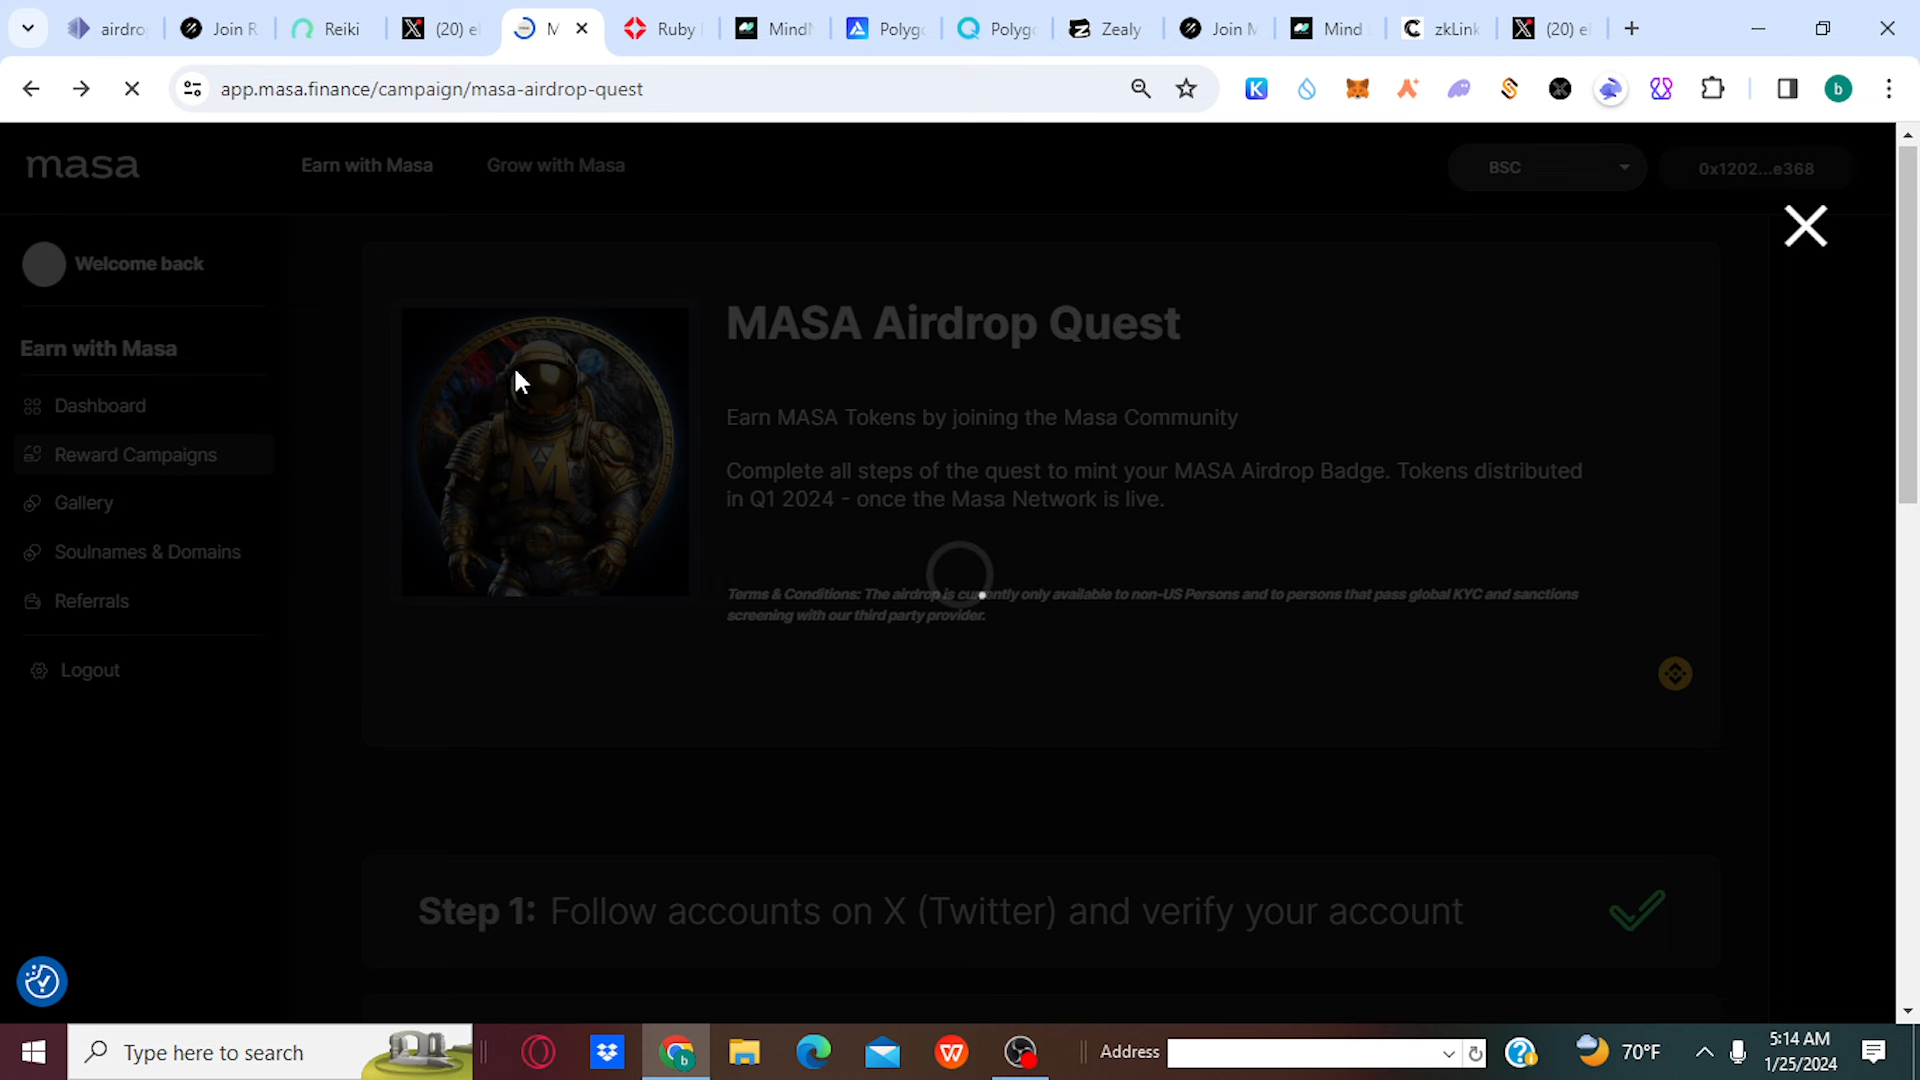 airdro
Join R
Reiki
(20) e
M
Ruby
MindN
Polygo
Polygo
Zealy
Join M
Mind
zkLink
(20) e
app.masa.finance/campaign/masa-airdrop-quest
b
masa
Earn with Masa
Grow with Masa
BSC
0x1202...e368
Welcome back
Earn with Masa
Dashboard
Reward Campaigns
Gallery
Soulnames & Domains
Referrals
Logout
MASA Airdrop Quest
Earn MASA Tokens by joining the Masa Community
Complete all steps of the quest to mint your MASA Airdrop Badge. Tokens distributed
in Q1 2024 - once the Masa Network is live.
Terms & Conditions: The airdrop is currently only available to non-US Persons and to persons that pass global KYC and sanctions
screening with our third party provider.
Step 1: Follow accounts on X (Twitter) and verify your account
Type here to search
Address
70°F
5:14 AM
1/25/2024